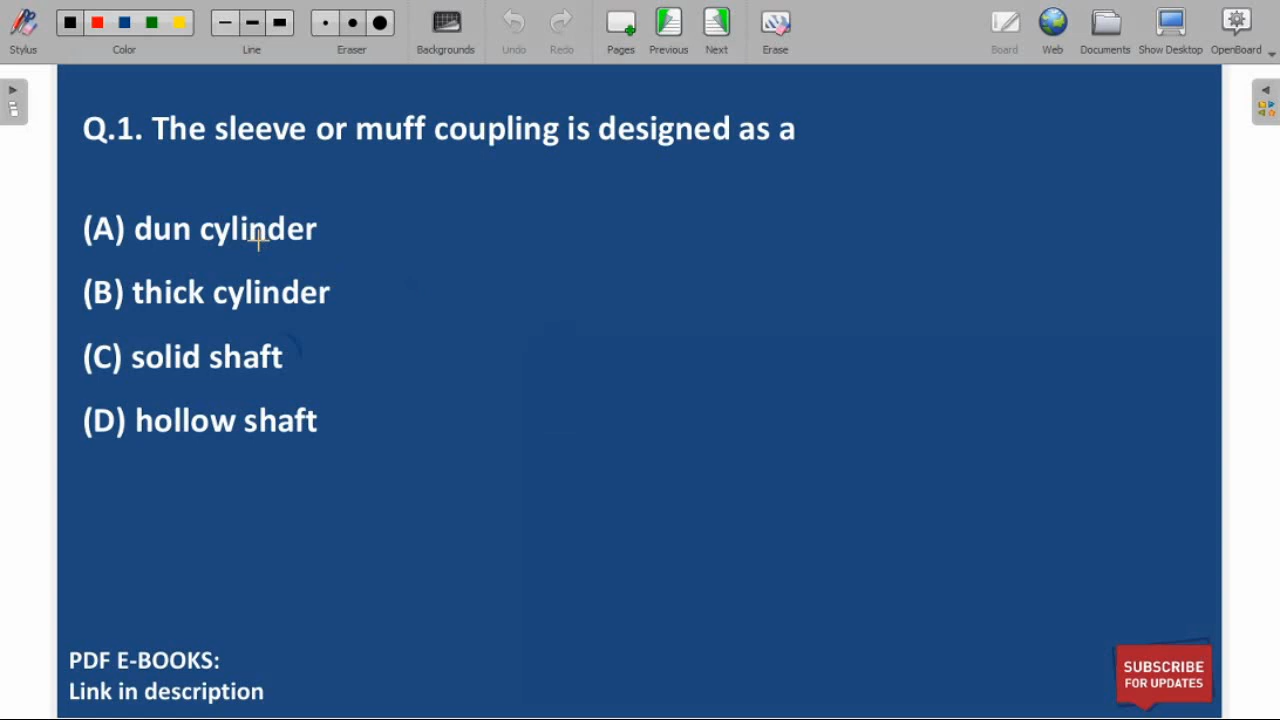 Stylus
Color
Line
Eraser
Backgrounds
Undo
Redo
Pages
Previous
Next
Erase
Board
Web
Documents
Show Desktop
OpenBoard
Q.1. The sleeve or muff coupling is designed as a
(A) dun cylinder
(B) thick cylinder
(C) solid shaft
(D) hollow shaft
PDF E-BOOKS:
Link in description
SUBSCRIBE
FOR UPDATES